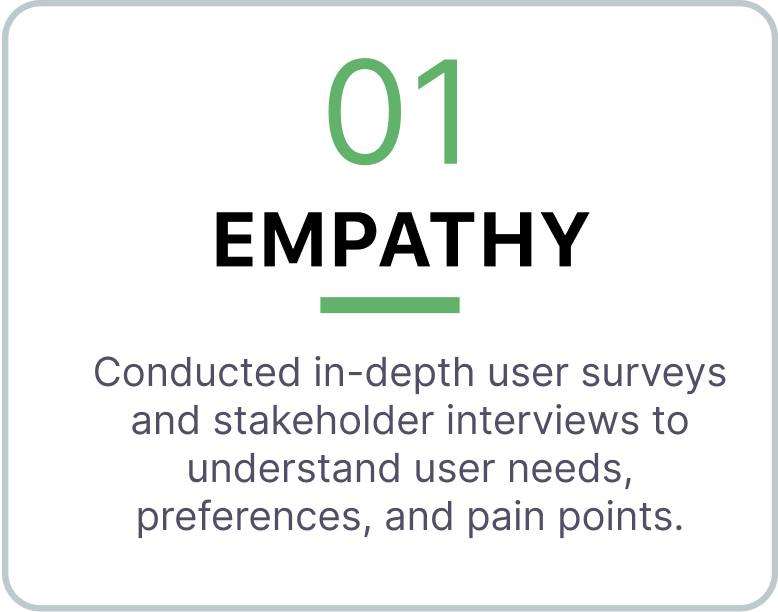 01
EMPATHY
Conducted in-depth user surveys
and stakeholder interviews to
understand user needs,
preferences, and pain points.